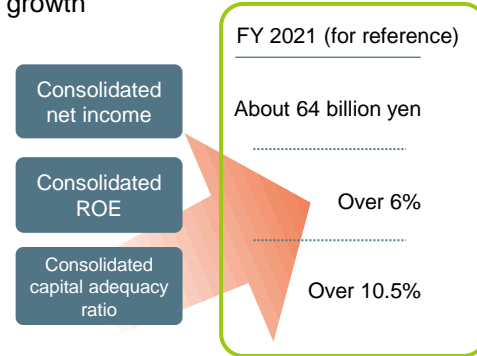 growth
FY 2021 (for reference)
Consolidated
net income
About 64 billion yen
Consolidated
ROE
Over 6%
Consolidated
capital adequacy
ratio
Over 10.5%